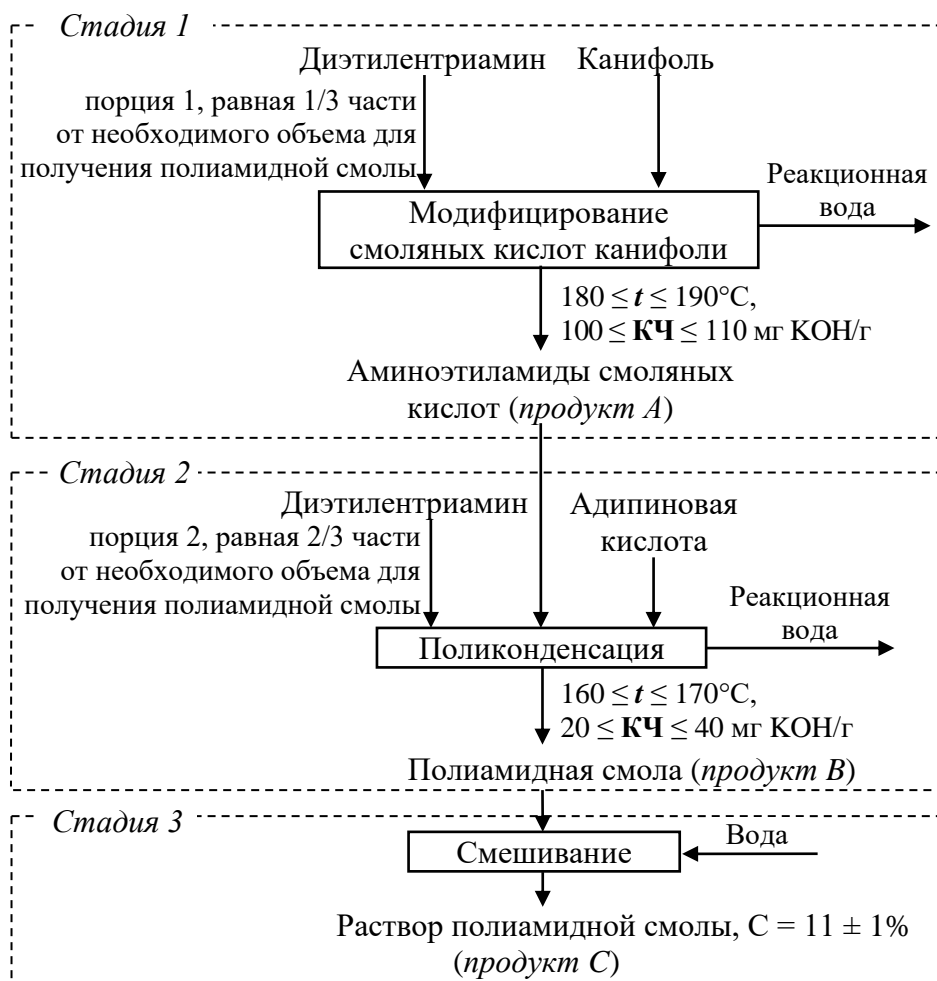 Стадия 1
Диэтилентриамин
Канифоль
порция 1, равная 1/3 части
от необходимого объема для
получения полиамидной смолы
Реакционная
вода
Модифицирование
смоляных кислот канифоли
180 ≤ t ≤ 190°C,
100 ≤ КЧ ≤ 110 мг KOH/г
Аминоэтиламиды смоляных
кислот (продукт A)
Стадия 2
Диэтилентриамин
Адипиновая
кислота
порция 2, равная 2/3 части
от необходимого объема для
получения полиамидной смолы
Реакционная
вода
Поликонденсация
160 ≤ t ≤ 170°C,
20 ≤ КЧ ≤ 40 мг KOH/г
Полиамидная смола (продукт B)
Стадия 3
Смешивание
Вода
Раствор полиамидной смолы, C = 11 ± 1%
(продукт C)